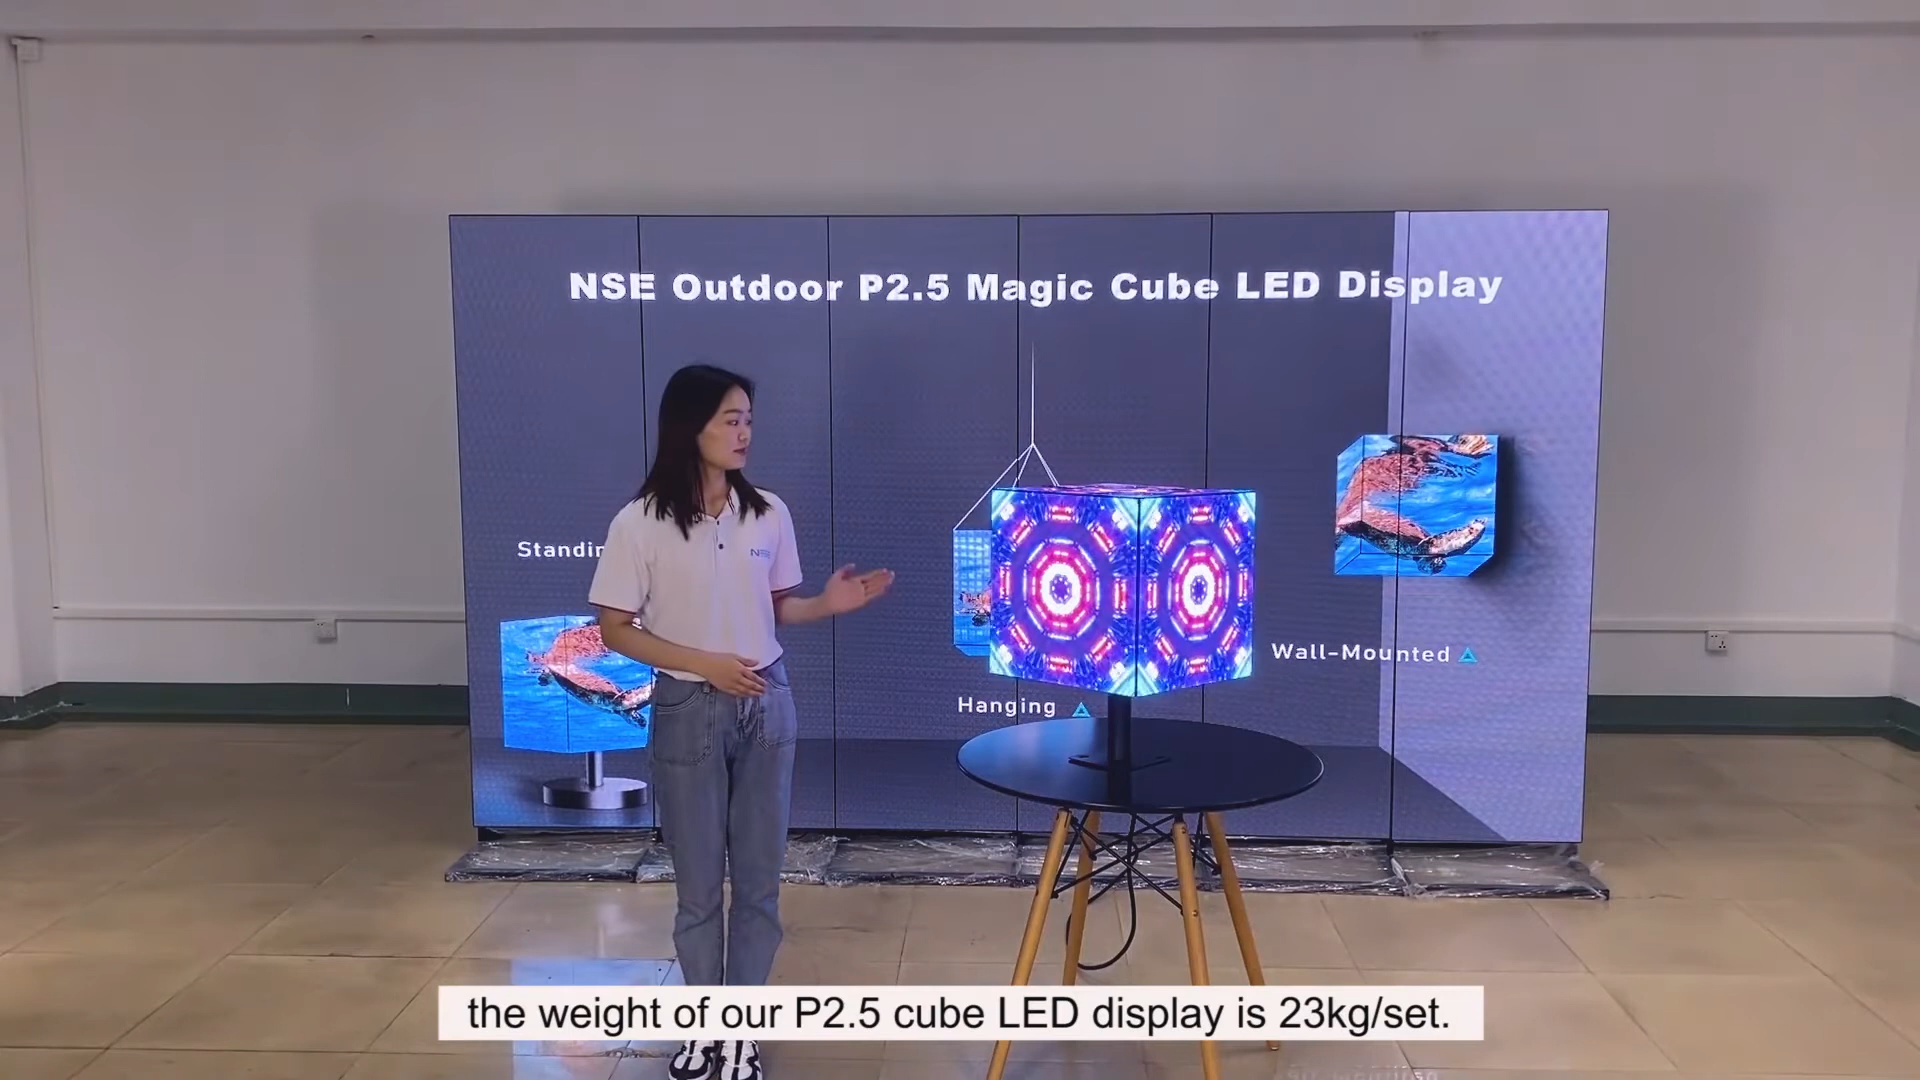 NSE Outdoor P2.5 Magic Cube LED Display
Standin
NSE
Wall-Mounted
Hanging
the weight of our P2.5 cube LED display is 23kg/set.